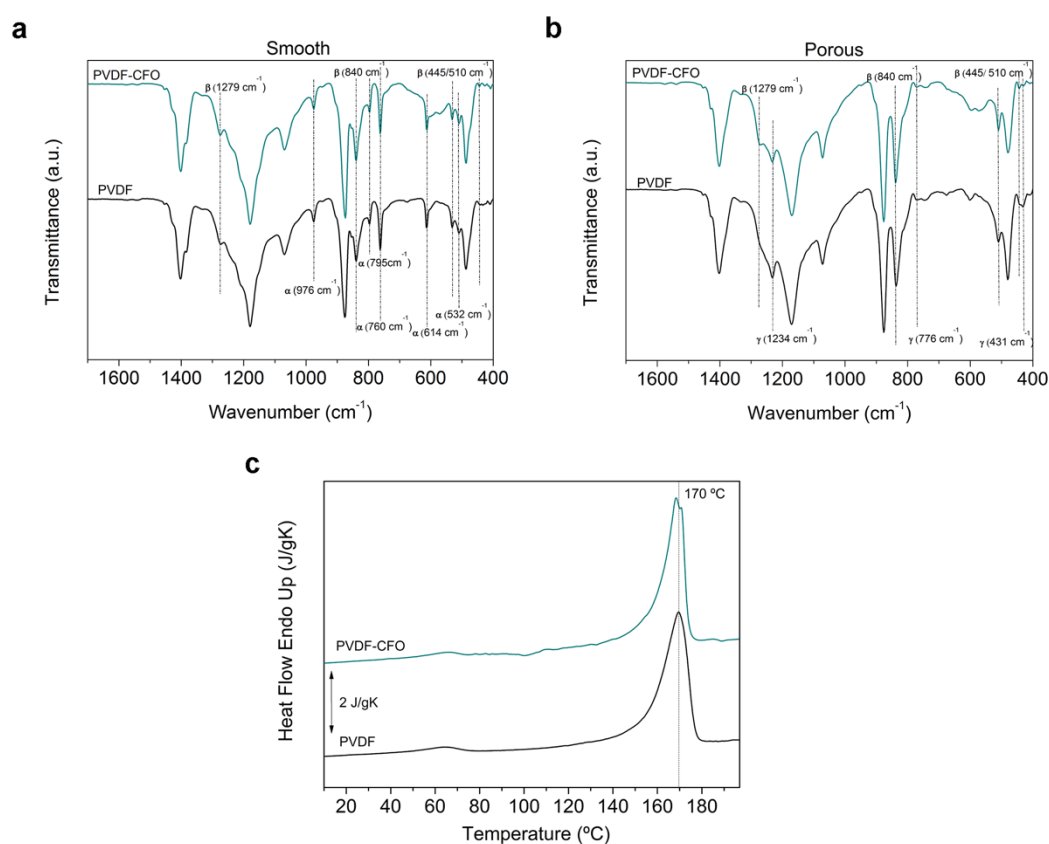 a
Smooth
PVDF-CFO
β (1279 cm⁻¹)
β (840 cm⁻¹)
β (445/510 cm⁻¹)
PVDF
α (976 cm⁻¹)
α (795cm⁻¹)
α (760 cm⁻¹)
α (614 cm⁻¹)
α (532 cm⁻¹)
Transmittance (a.u.)
1600 1400 1200 1000 800 600 400
Wavenumber (cm⁻¹)
b
Porous
PVDF-CFO
β (1279 cm⁻¹)
β (840 cm⁻¹)
β (445/ 510 cm⁻¹)
PVDF
γ (1234 cm⁻¹)
γ (776 cm⁻¹)
γ (431 cm⁻¹)
Transmittance (a.u.)
1600 1400 1200 1000 800 600 400
Wavenumber (cm⁻¹)
c
170 ºC
PVDF-CFO
2 J/gK
PVDF
Heat Flow Endo Up (J/gK)
20 40 60 80 100 120 140 160 180
Temperature (ºC)